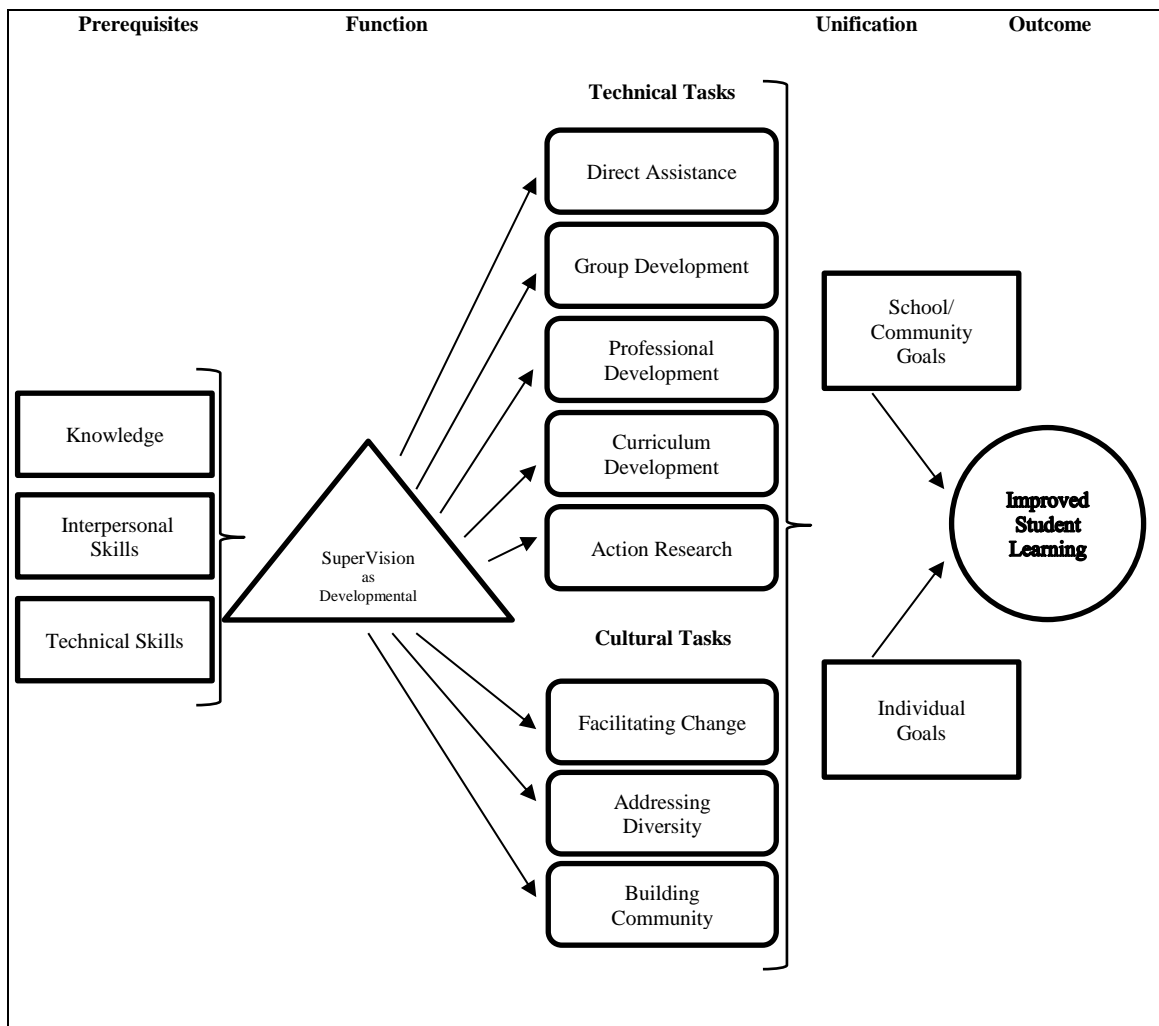 Prerequisites
Function
Unification
Outcome
Technical Tasks
Direct Assistance
Group Development
Professional
Development
Curriculum
Development
Action Research
Knowledge
Interpersonal
Skills
Technical Skills
SuperVision
as
Developmental
Cultural Tasks
Facilitating Change
Addressing
Diversity
Building
Community
School/
Community
Goals
Individual
Goals
Improved
Student
Learning